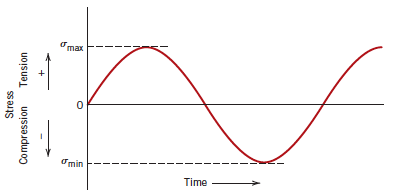 σmax
Stress
Compression Tension
− +
0
σmin
Time